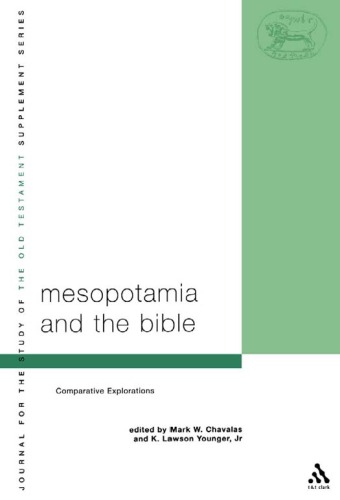 JOURNAL FOR THE STUDY OF THE OLD TESTAMENT SUPPLEMENT SERIES
mesopotamia
and the bible
Comparative Explorations
edited by Mark W. Chavalas
and K. Lawson Younger, Jr
t&t clark